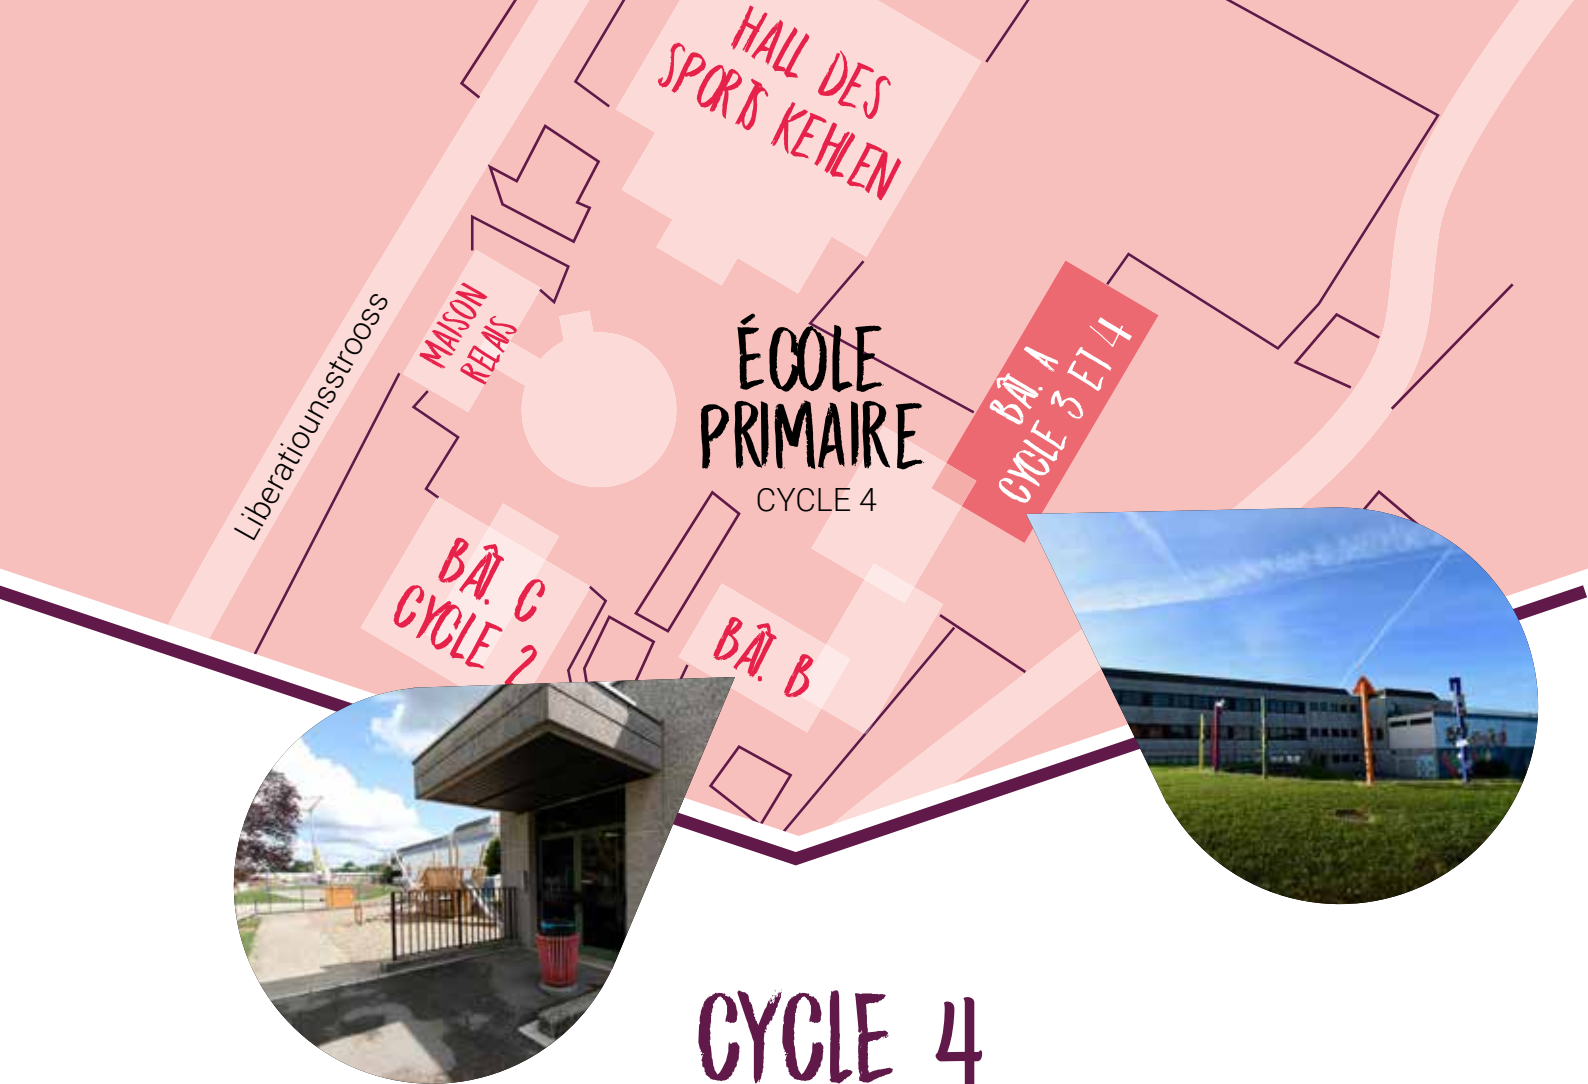 HALL DES
SPORTS KEHLEN
MAISON
RELAIS
Liberatiounsstrooss
ÉCOLE
PRIMAIRE
CYCLE 4
BÂT. A
CYCLE 3 ET 4
BÂT. C
CYCLE 2
BÂT. B
CYCLE 4